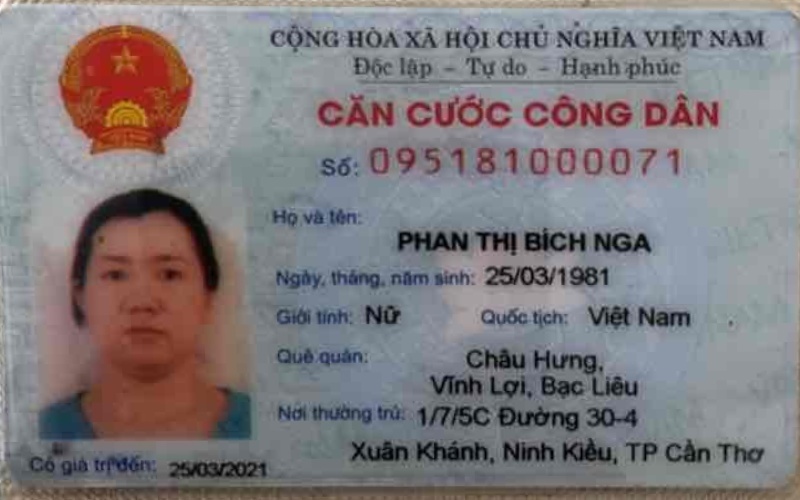 CỘNG HÒA XÃ HỘI CHỦ NGHĨA VIỆT NAM
Độc lập - Tự do - Hạnh phúc
CĂN CƯỚC CÔNG DÂN
Số: 095181000071
Họ và tên:
PHAN THỊ BÍCH NGA
Ngày, tháng, năm sinh: 25/03/1981
Giới tính: Nữ Quốc tịch: Việt Nam
Quê quán: Châu Hưng,
Vĩnh Lợi, Bạc Liêu
Nơi thường trú: 1/7/5C Đường 30-4
Xuân Khánh, Ninh Kiều, TP Cần Thơ
Có giá trị đến: 25/03/2021